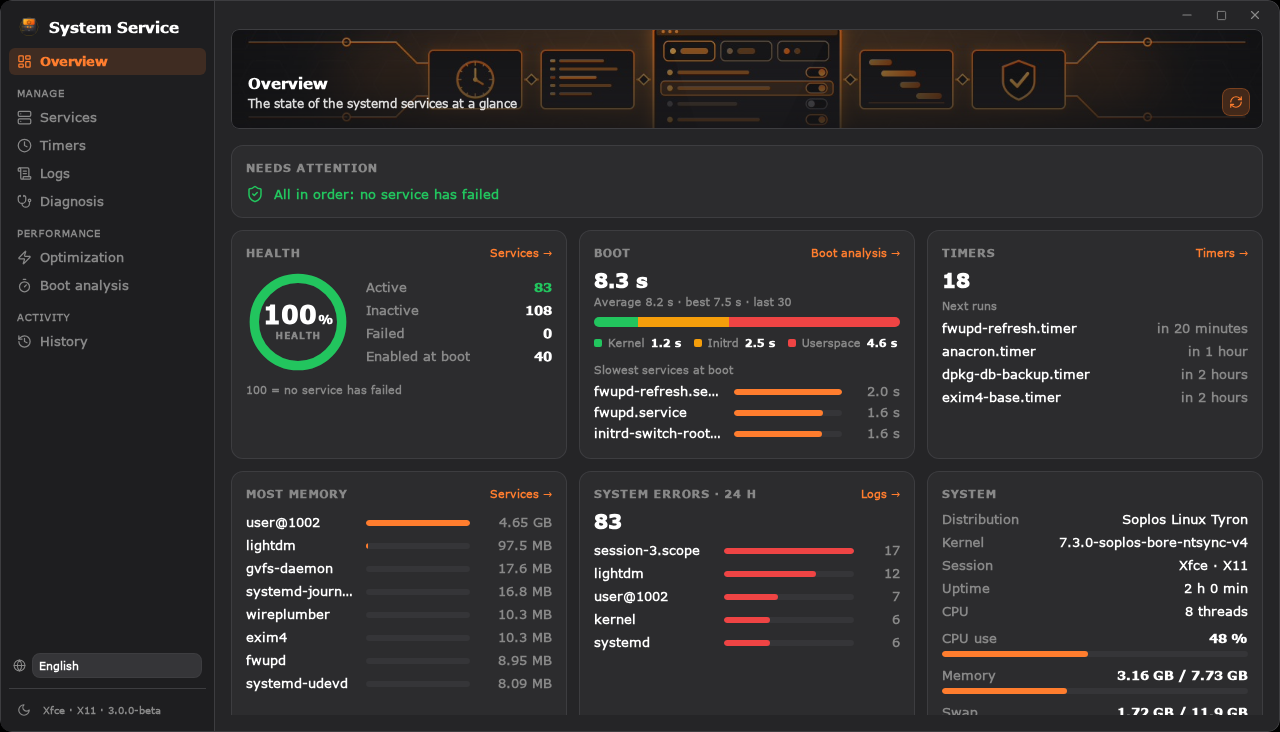 System Service
Overview
MANAGE
Services
Timers
Logs
Diagnosis
PERFORMANCE
Optimization
Boot analysis
ACTIVITY
History
English
Xfce · X11 · 3.0.0-beta
Overview
The state of the systemd services at a glance
NEEDS ATTENTION
All in order: no service has failed
HEALTH Services →
100%
HEALTH
Active 83
Inactive 108
Failed 0
Enabled at boot 40
100 = no service has failed
BOOT Boot analysis →
8.3 s
Average 8.2 s · best 7.5 s · last 30
Kernel 1.2 s Initrd 2.5 s Userspace 4.6 s
Slowest services at boot
fwupd-refresh.se... 2.0 s
fwupd.service 1.6 s
initrd-switch-root... 1.6 s
TIMERS Timers →
18
Next runs
fwupd-refresh.timer in 20 minutes
anacron.timer in 1 hour
dpkg-db-backup.timer in 2 hours
exim4-base.timer in 2 hours
MOST MEMORY Services →
user@1002 4.65 GB
lightdm 97.5 MB
gvfs-daemon 17.6 MB
systemd-journ... 16.8 MB
wireplumber 10.3 MB
exim4 10.3 MB
fwupd 8.95 MB
systemd-udevd 8.09 MB
SYSTEM ERRORS · 24 H Logs →
83
session-3.scope 17
lightdm 12
user@1002 7
kernel 6
systemd 6
SYSTEM
Distribution Soplos Linux Tyron
Kernel 7.3.0-soplos-bore-ntsync-v4
Session Xfce · X11
Uptime 2 h 0 min
CPU 8 threads
CPU use 48 %
Memory 3.16 GB / 7.73 GB
Swap 1.72 GB / 11.9 GB